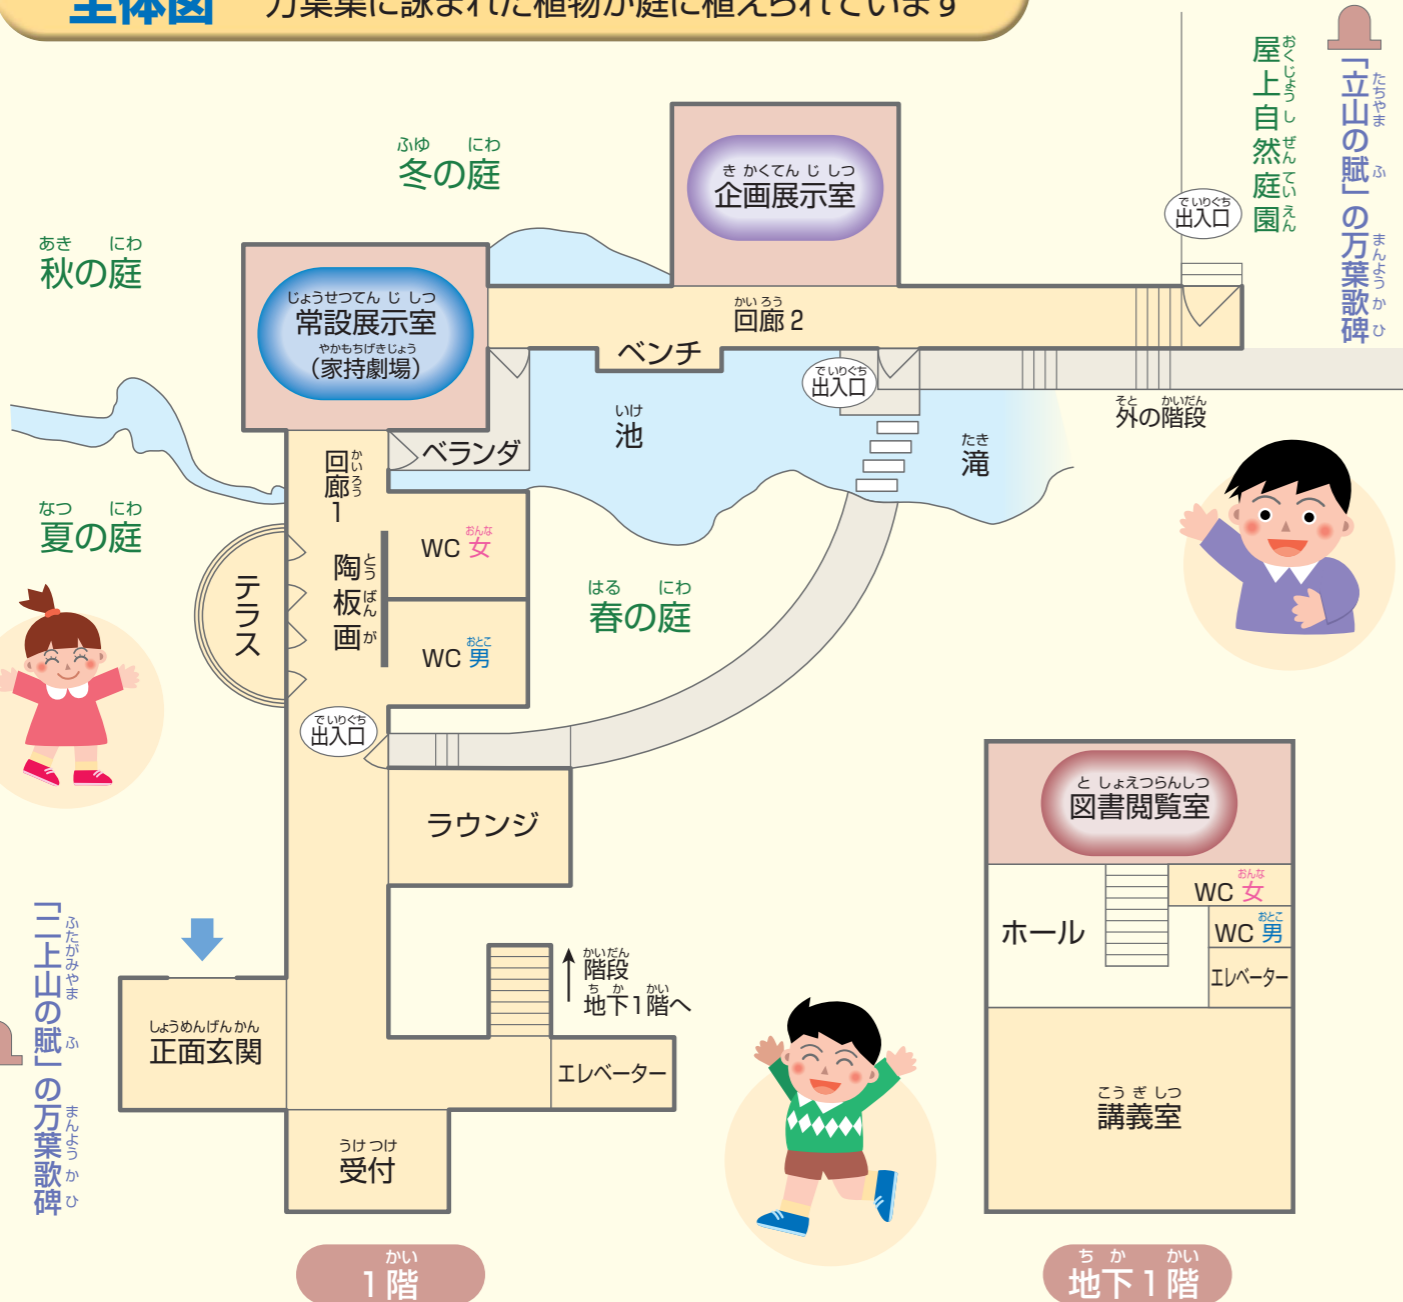 全体図 万葉集に詠まれた植物が庭に植えられています
おくじょうしぜんていえん
屋上自然庭園
たちやま ふ まんようかひ
「立山の賦」の万葉歌碑
ふゆ にわ
冬の庭
きかくてんじしつ
企画展示室
でいりぐち
出入口
あき にわ
秋の庭
じょうせつてんじしつ
常設展示室
やかもちげきじょう
（家持劇場）
かいろう
回廊2
ベンチ
でいりぐち
出入口
そと かいだん
外の階段
いけ
池
たき
滝
ベランダ
かいろう
回廊1
なつ にわ
夏の庭
テラス
とうばんが
陶板画
おんな
WC 女
おとこ
WC 男
はる にわ
春の庭
でいりぐち
出入口
ラウンジ
かいだん
階段
ちか かい
地下1階へ
エレベーター
しょうめんげんかん
正面玄関
うけつけ
受付
ふたがみやま ふ まんようかひ
「二上山の賦」の万葉歌碑
かい
1階
としょえつらんしつ
図書閲覧室
おんな
WC 女
ホール
おとこ
WC 男
エレベーター
こうぎしつ
講義室
ちか かい
地下1階